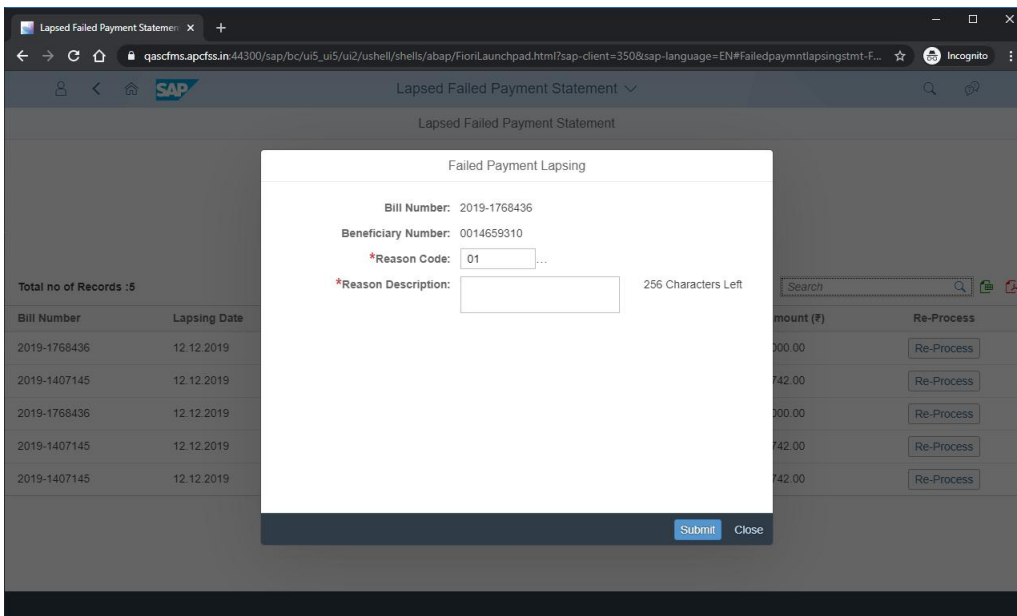 Lapsed Failed Payment Statemen
qascfms.apcfss.in:44300/sap/bc/ui5_ui5/ui2/ushell/shells/abap/FioriLaunchpad.html?sap-client=350&sap-language=EN#Failedpaymntlapsingstmt-F... Incognito
SAP Lapsed Failed Payment Statement
Lapsed Failed Payment Statement
Failed Payment Lapsing
Bill Number: 2019-1768436
Beneficiary Number: 0014659310
*Reason Code: 01 ...
*Reason Description: 256 Characters Left
Total no of Records :5 Search
Bill Number Lapsing Date mount (₹) Re-Process
2019-1768436 12.12.2019 000.00 Re-Process
2019-1407145 12.12.2019 742.00 Re-Process
2019-1768436 12.12.2019 000.00 Re-Process
2019-1407145 12.12.2019 742.00 Re-Process
2019-1407145 12.12.2019 742.00 Re-Process
Submit Close